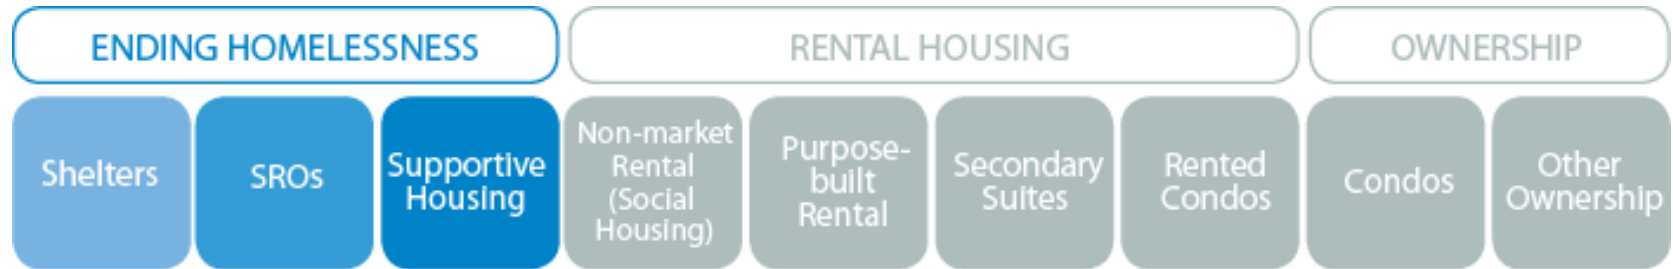 ENDING HOMELESSNESS
RENTAL HOUSING
OWNERSHIP
Shelters
SROs
Supportive
Housing
Non-market
Rental
(Social
Housing)
Purpose-
built
Rental
Secondary
Suites
Rented
Condos
Condos
Other
Ownership